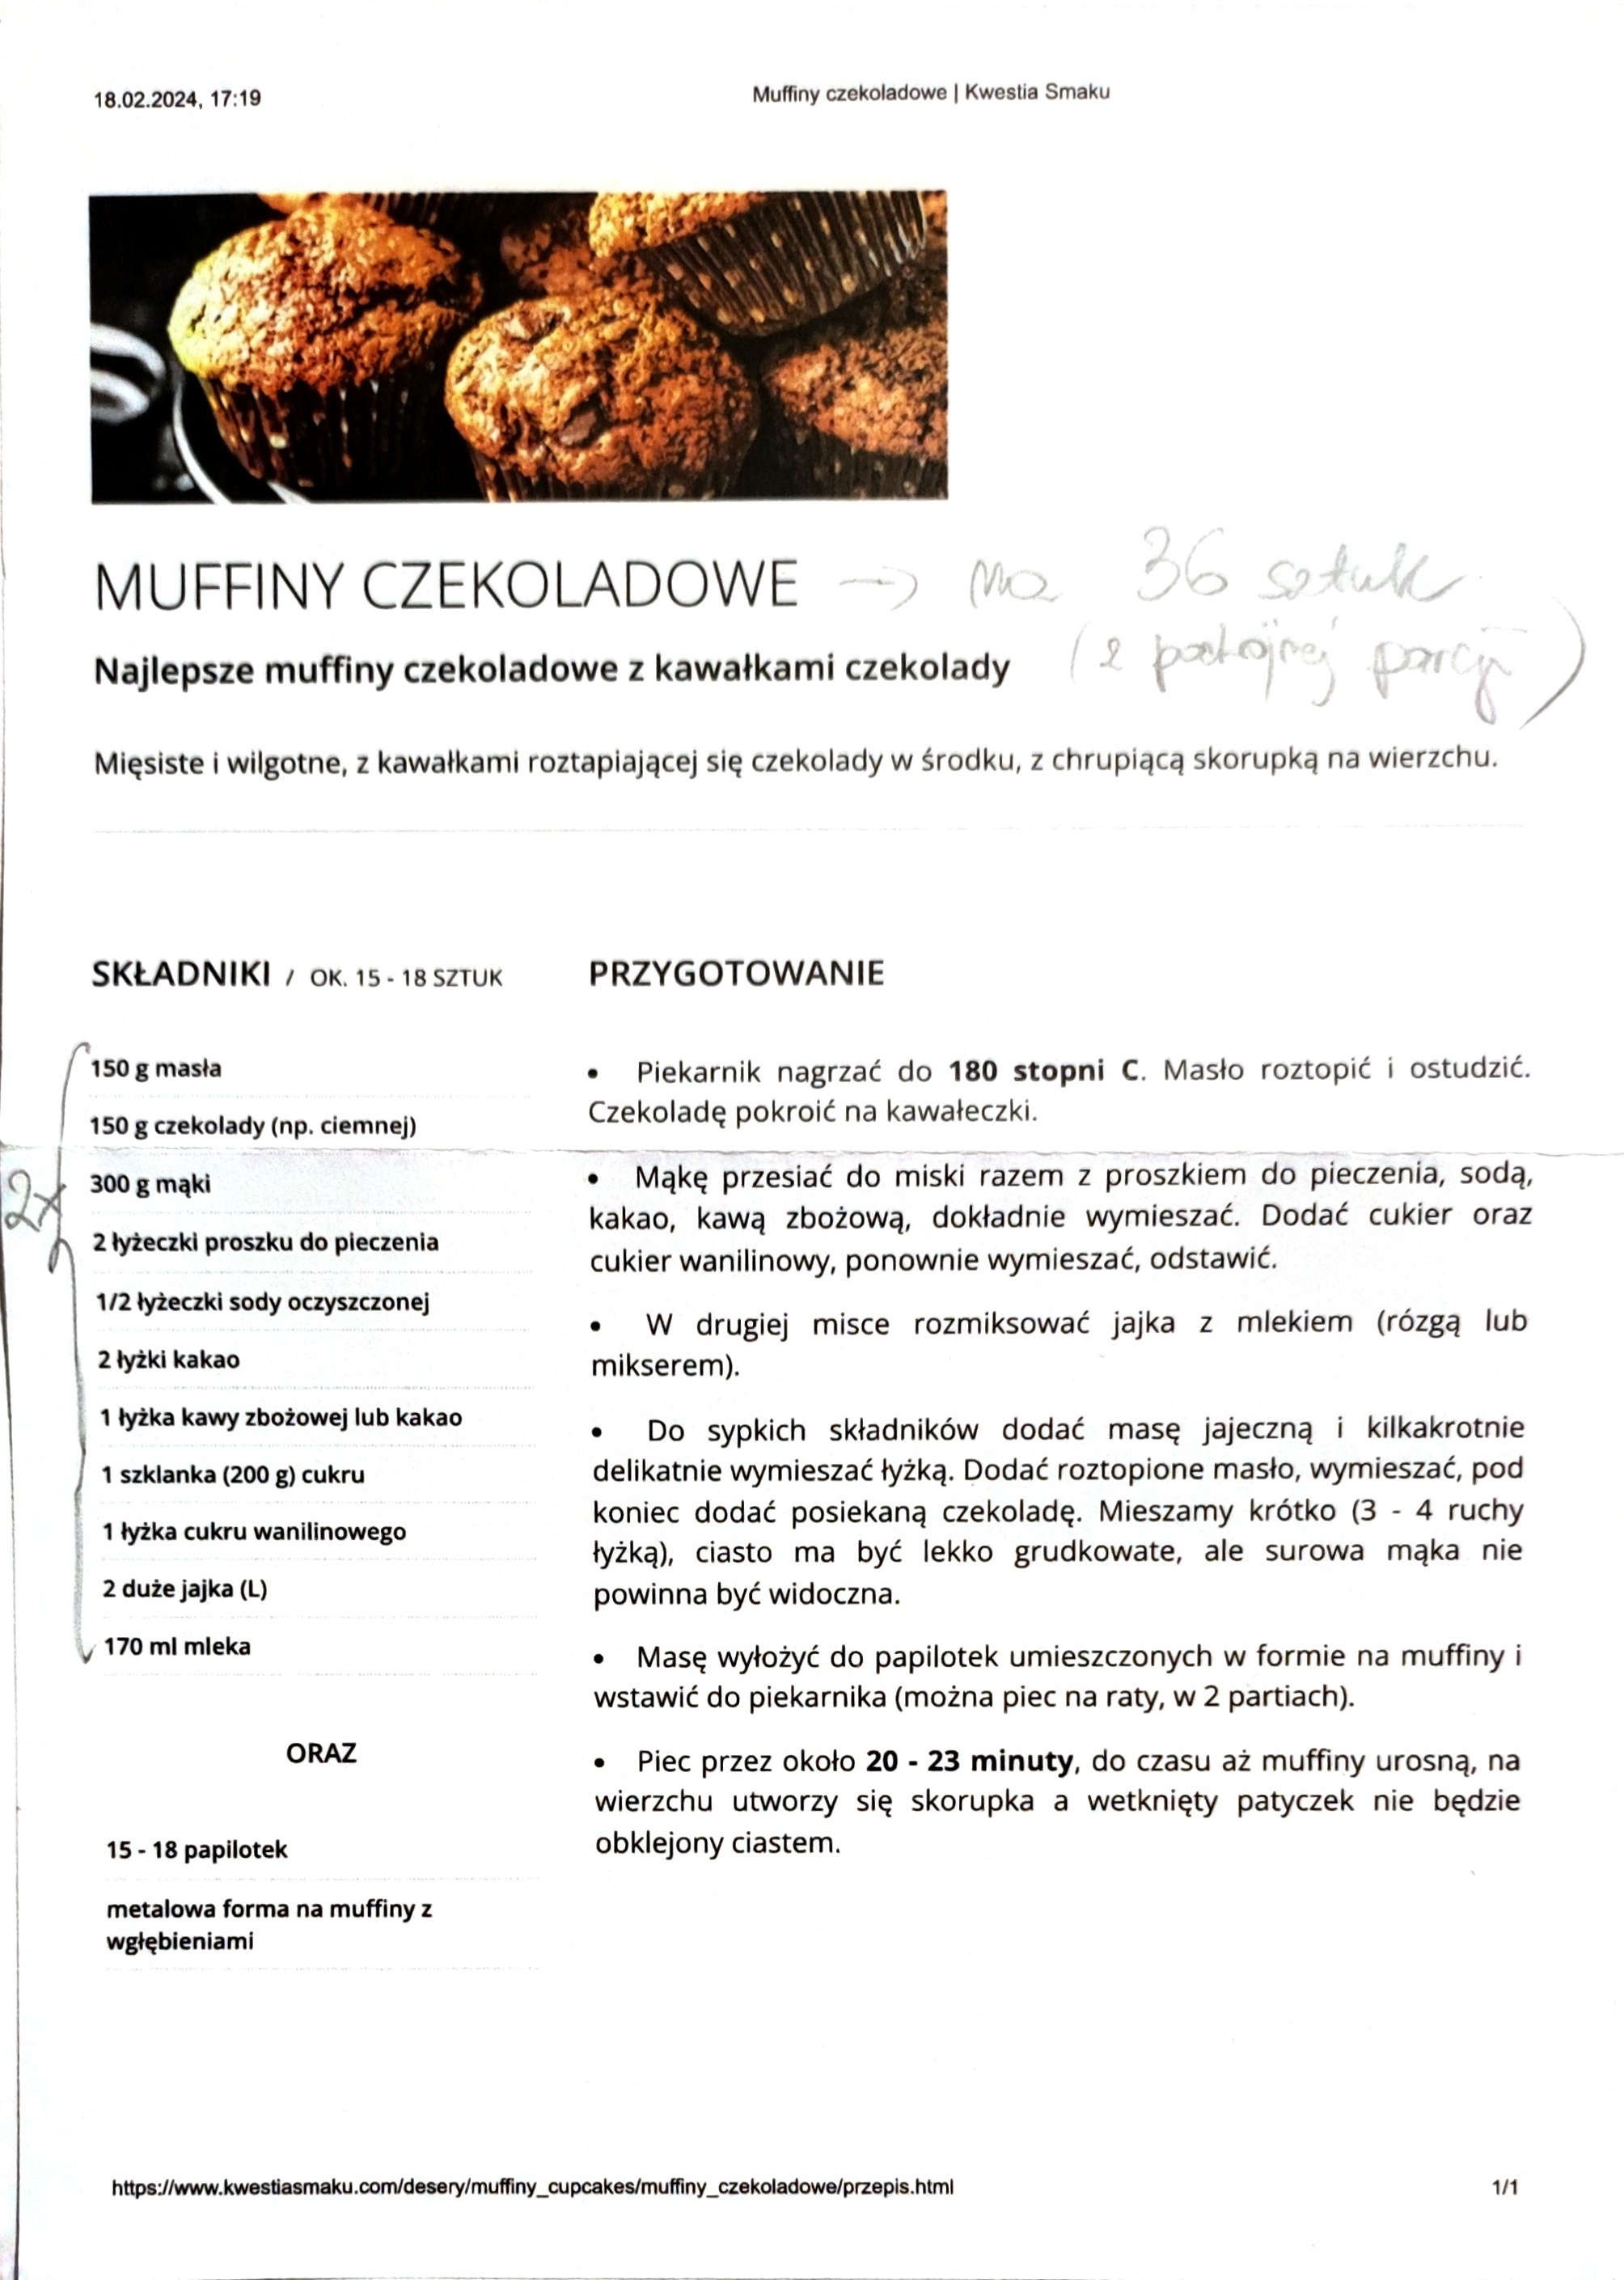 18.02.2024, 17:19
Muffiny czekoladowe | Kwestia Smaku
MUFFINY CZEKOLADOWE → na 36 sztuk
(z podwójnej porcji)
Najlepsze muffiny czekoladowe z kawałkami czekolady
Mięsiste i wilgotne, z kawałkami roztapiającej się czekolady w środku, z chrupiącą skorupką na wierzchu.
SKŁADNIKI / OK. 15 - 18 SZTUK
2x
150 g masła
150 g czekolady (np. ciemnej)
300 g mąki
2 łyżeczki proszku do pieczenia
1/2 łyżeczki sody oczyszczonej
2 łyżki kakao
1 łyżka kawy zbożowej lub kakao
1 szklanka (200 g) cukru
1 łyżka cukru wanilinowego
2 duże jajka (L)
170 ml mleka
ORAZ
15 - 18 papilotek
metalowa forma na muffiny z
wgłębieniami
PRZYGOTOWANIE
• Piekarnik nagrzać do 180 stopni C. Masło roztopić i ostudzić.
Czekoladę pokroić na kawałeczki.
• Mąkę przesiać do miski razem z proszkiem do pieczenia, sodą,
kakao, kawą zbożową, dokładnie wymieszać. Dodać cukier oraz
cukier wanilinowy, ponownie wymieszać, odstawić.
• W drugiej misce rozmiksować jajka z mlekiem (rózgą lub
mikserem).
• Do sypkich składników dodać masę jajeczną i kilkakrotnie
delikatnie wymieszać łyżką. Dodać roztopione masło, wymieszać, pod
koniec dodać posiekaną czekoladę. Mieszamy krótko (3 - 4 ruchy
łyżką), ciasto ma być lekko grudkowate, ale surowa mąka nie
powinna być widoczna.
• Masę wyłożyć do papilotek umieszczonych w formie na muffiny i
wstawić do piekarnika (można piec na raty, w 2 partiach).
• Piec przez około 20 - 23 minuty, do czasu aż muffiny urosną, na
wierzchu utworzy się skorupka a wetknięty patyczek nie będzie
obklejony ciastem.
https://www.kwestiasmaku.com/desery/muffiny_cupcakes/muffiny_czekoladowe/przepis.html
1/1